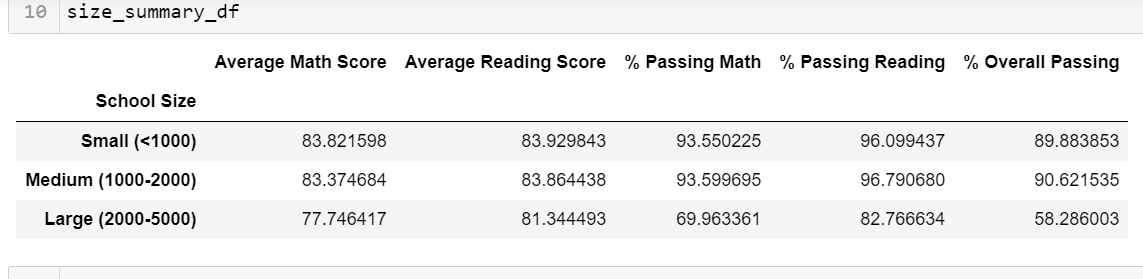 10 size_summary_df
Average Math Score Average Reading Score % Passing Math % Passing Reading % Overall Passing
School Size
Small (<1000) 83.821598 83.929843 93.550225 96.099437 89.883853
Medium (1000-2000) 83.374684 83.864438 93.599695 96.790680 90.621535
Large (2000-5000) 77.746417 81.344493 69.963361 82.766634 58.286003